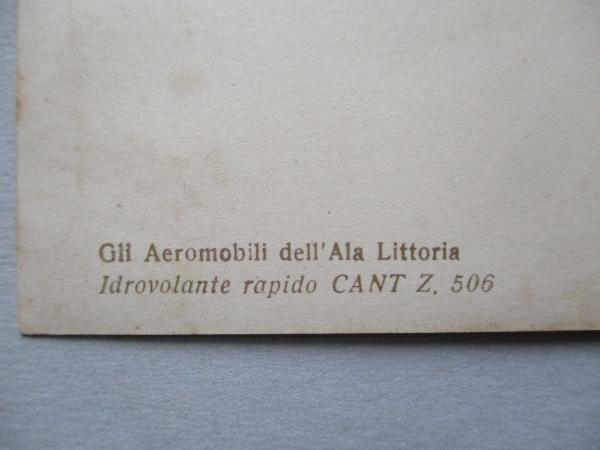 Gli Aeromobili dell'Ala Littoria
Idrovolante rapido CANT Z. 506